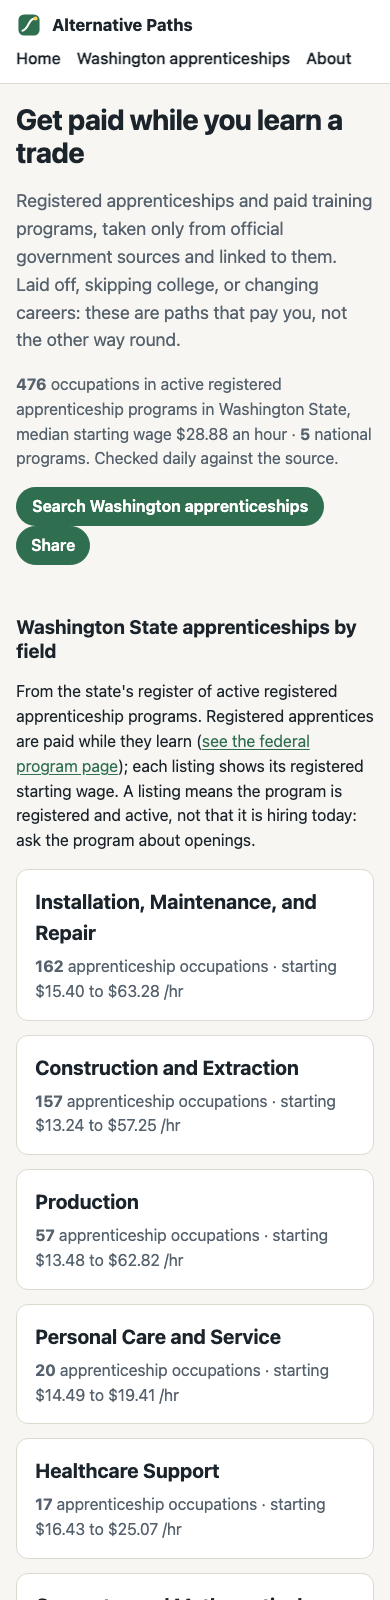 Alternative Paths
Home Washington apprenticeships About
Get paid while you learn a
trade
Registered apprenticeships and paid training
programs, taken only from official
government sources and linked to them.
Laid off, skipping college, or changing
careers: these are paths that pay you, not
the other way round.
476 occupations in active registered
apprenticeship programs in Washington State,
median starting wage $28.88 an hour · 5 national
programs. Checked daily against the source.
Search Washington apprenticeships
Share
Washington State apprenticeships by
field
From the state's register of active registered
apprenticeship programs. Registered apprentices
are paid while they learn (see the federal
program page); each listing shows its registered
starting wage. A listing means the program is
registered and active, not that it is hiring today:
ask the program about openings.
Installation, Maintenance, and
Repair
162 apprenticeship occupations · starting
$15.40 to $63.28 /hr
Construction and Extraction
157 apprenticeship occupations · starting
$13.24 to $57.25 /hr
Production
57 apprenticeship occupations · starting
$13.48 to $62.82 /hr
Personal Care and Service
20 apprenticeship occupations · starting
$14.49 to $19.41 /hr
Healthcare Support
17 apprenticeship occupations · starting
$16.43 to $25.07 /hr